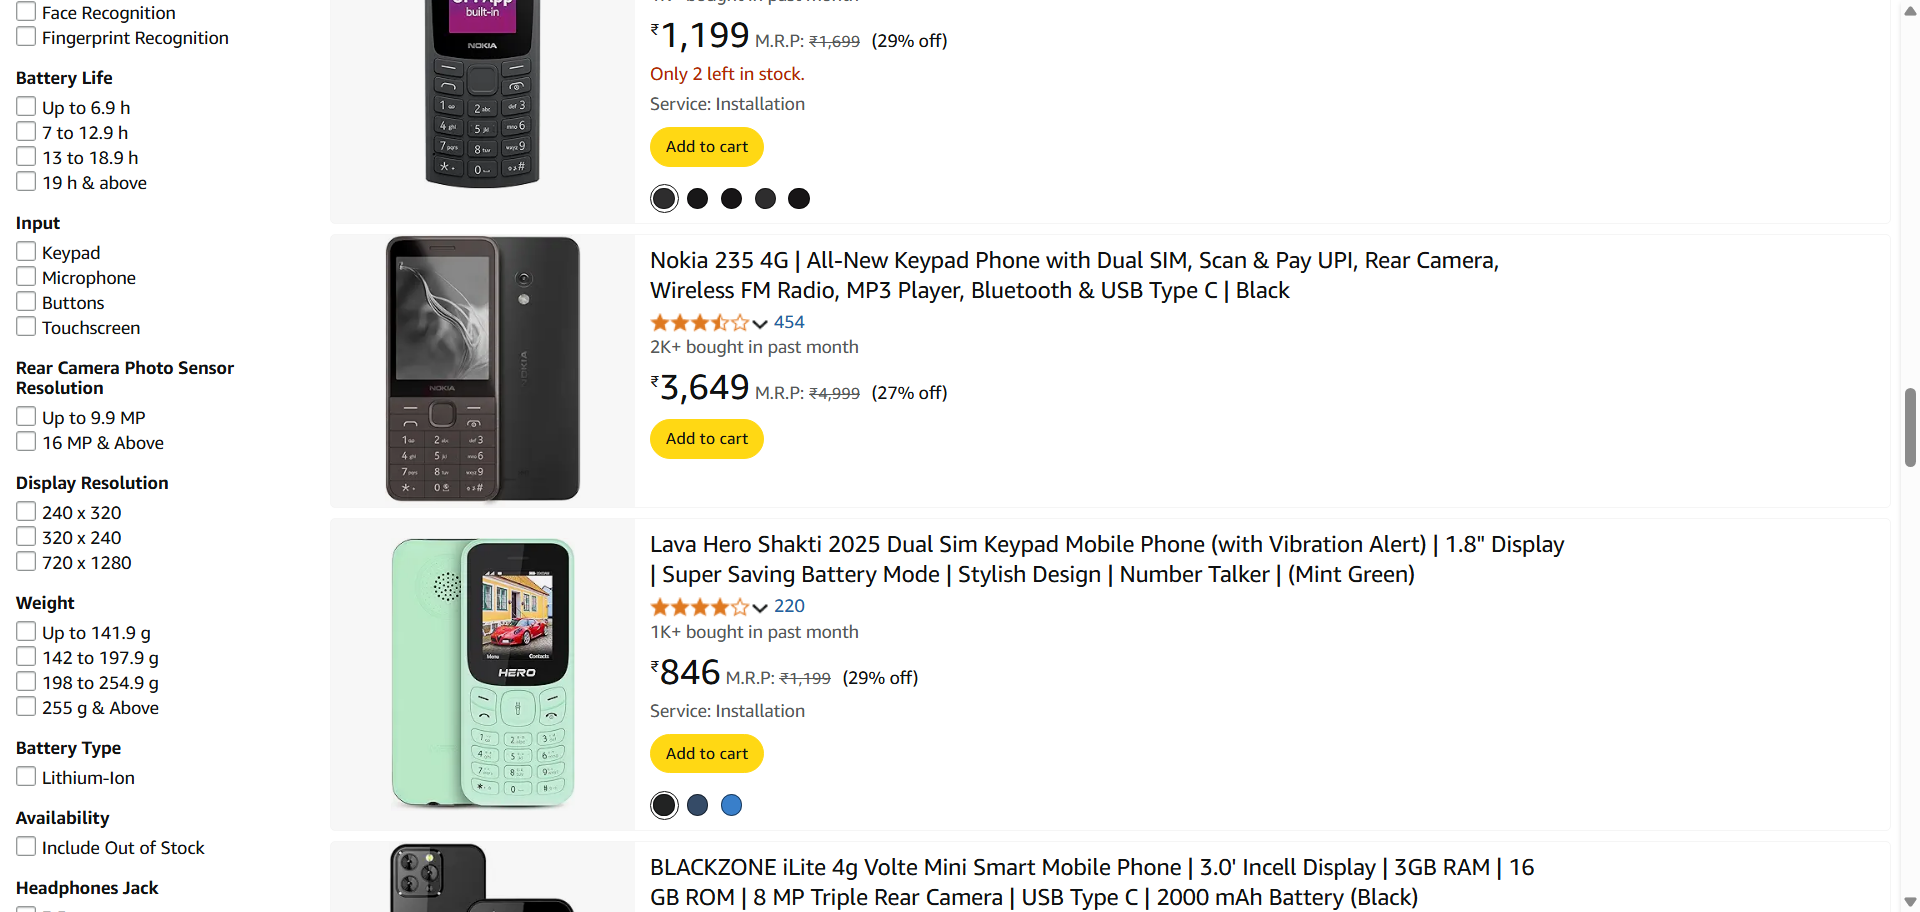 Face Recognition
Fingerprint Recognition
Battery Life
Up to 6.9 h
7 to 12.9 h
13 to 18.9 h
19 h & above
Input
Keypad
Microphone
Buttons
Touchscreen
Rear Camera Photo Sensor
Resolution
Up to 9.9 MP
16 MP & Above
Display Resolution
240 x 320
320 x 240
720 x 1280
Weight
Up to 141.9 g
142 to 197.9 g
198 to 254.9 g
255 g & Above
Battery Type
Lithium-Ion
Availability
Include Out of Stock
Headphones Jack
built-in
NOKIA
₹1,199 M.R.P: ₹1,699 (29% off)
Only 2 left in stock.
Service: Installation
Add to cart
NOKIA
NOKIA
Nokia 235 4G | All-New Keypad Phone with Dual SIM, Scan & Pay UPI, Rear Camera,
Wireless FM Radio, MP3 Player, Bluetooth & USB Type C | Black
454
2K+ bought in past month
₹3,649 M.R.P: ₹4,999 (27% off)
Add to cart
Menu Contacts
HERO
Lava Hero Shakti 2025 Dual Sim Keypad Mobile Phone (with Vibration Alert) | 1.8" Display
| Super Saving Battery Mode | Stylish Design | Number Talker | (Mint Green)
220
1K+ bought in past month
₹846 M.R.P: ₹1,199 (29% off)
Service: Installation
Add to cart
BLACKZONE iLite 4g Volte Mini Smart Mobile Phone | 3.0' Incell Display | 3GB RAM | 16
GB ROM | 8 MP Triple Rear Camera | USB Type C | 2000 mAh Battery (Black)